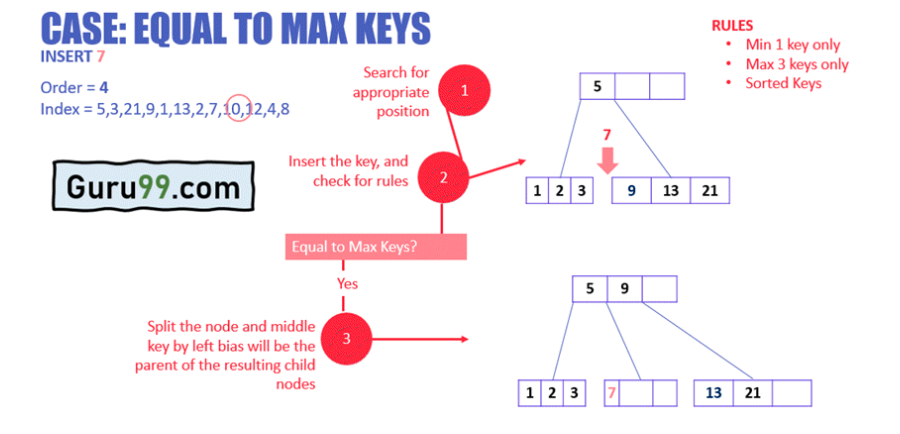 CASE: EQUAL TO MAX KEYS
INSERT 7
Order = 4
Index = 5,3,21,9,1,13,2,7,10,12,4,8
Guru99.com
RULES
• Min 1 key only
• Max 3 keys only
• Sorted Keys
Search for
appropriate
position
1
Insert the key, and
check for rules
2
Equal to Max Keys?
Yes
Split the node and middle
key by left bias will be the
parent of the resulting child
nodes
3
5
7
1 2 3 9 13 21
5 9
1 2 3 7 13 21